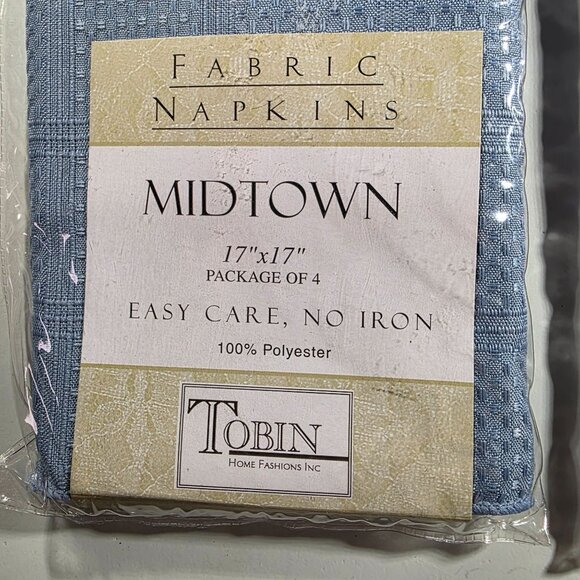 FABRIC
NAPKINS
MIDTOWN
17"x17"
PACKAGE OF 4
EASY CARE, NO IRON
100% Polyester
TOBIN
HOME FASHIONS INC